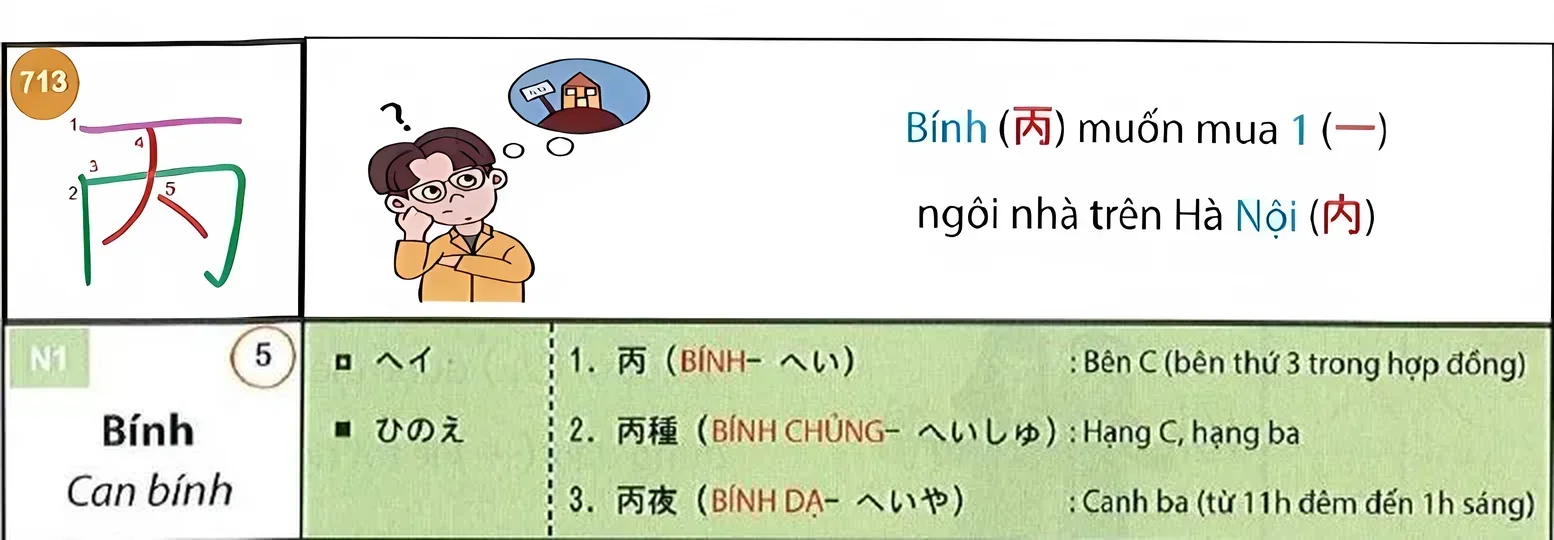 713
丙
1
2
3
4
5
?
Bính (丙) muốn mua 1 (一)
ngôi nhà trên Hà Nội (内)
N1
5
Bính
Can bính
ヘイ
ひのえ
1. 丙 (BÍNH- へい) : Bên C (bên thứ 3 trong hợp đồng)
2. 丙種 (BÍNH CHỦNG- へいしゅ) : Hạng C, hạng ba
3. 丙夜 (BÍNH DẠ- へいや) : Canh ba (từ 11h đêm đến 1h sáng)